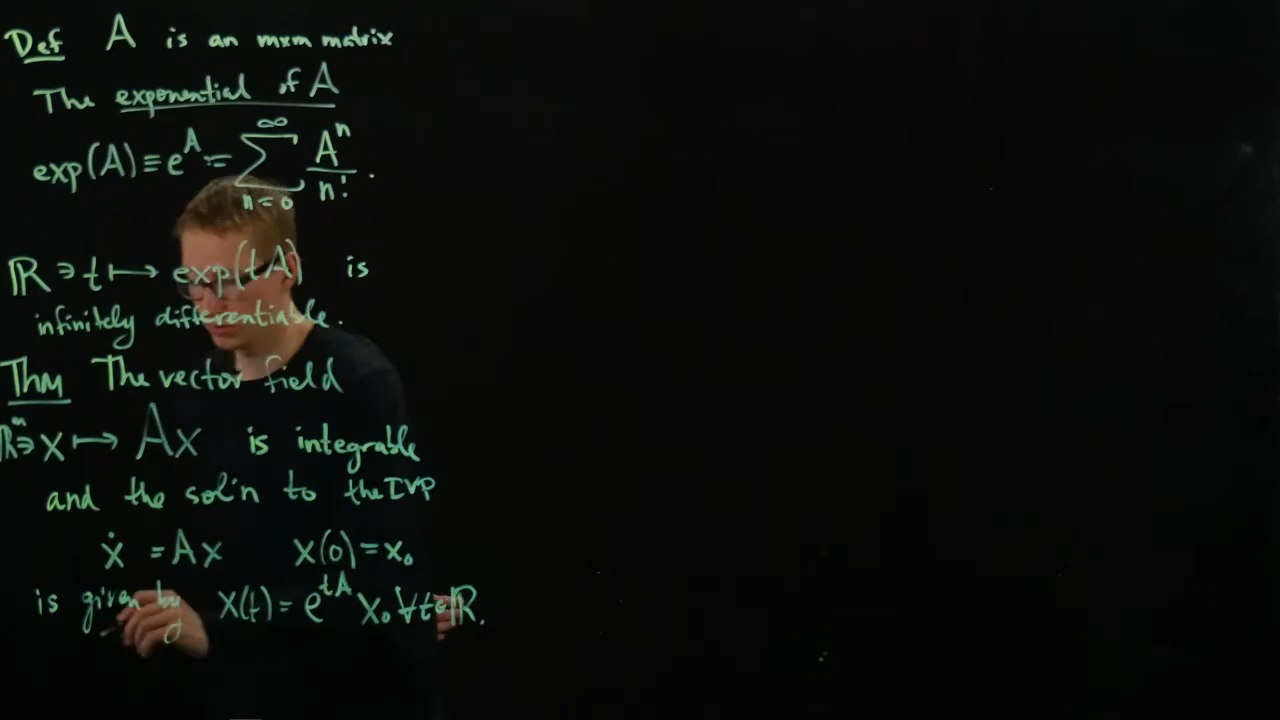 Def A is an mxm matrix
The exponential of A
exp(A) ≡ e^A = ∑_{n=0}^{∞} A^n / n! .
ℝ ∋ t ↦ exp(tA) is
infinitely differentiable.
Thm The vector field
ℝ^m ∋ x ↦ Ax is integrable
and the sol'n to the IVP
ẋ = Ax x(0) = x₀
is given by x(t) = e^{tA} x₀ ∀t∈ℝ.